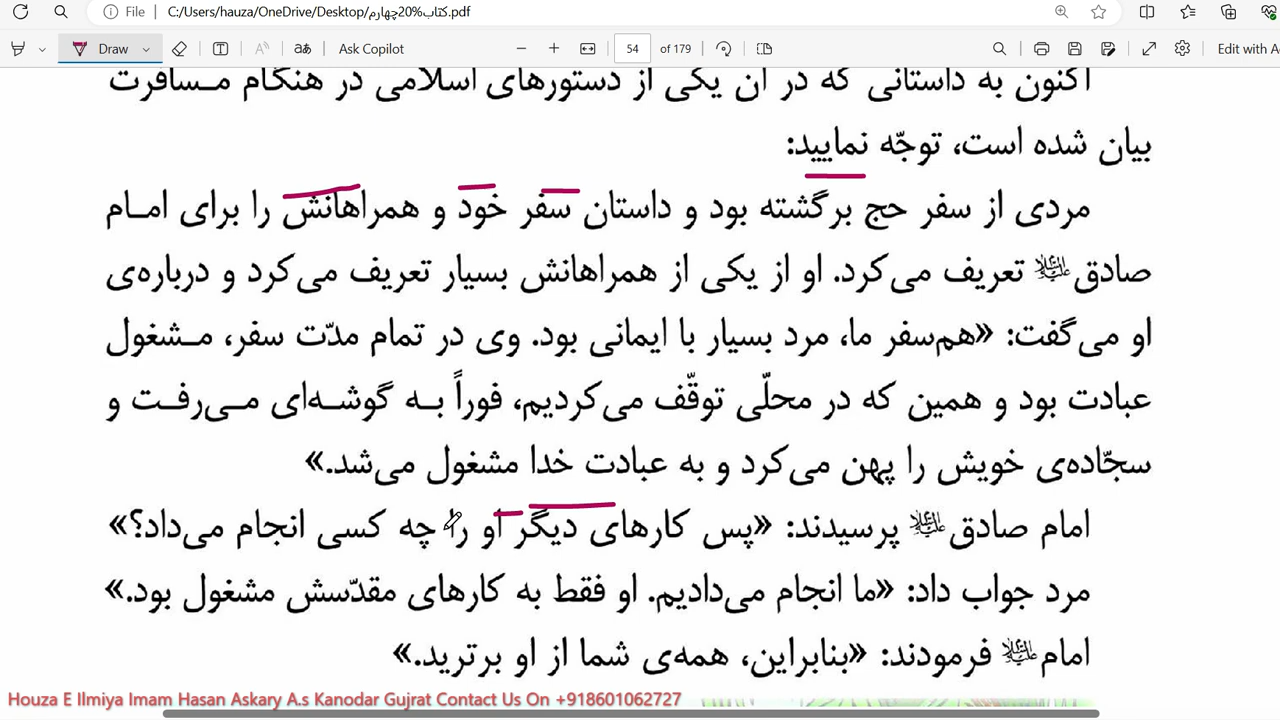 File | C:/Users/hauza/OneDrive/Desktop/کتاب%20چهارم.pdf
Draw aあ Ask Copilot 54 of 179 Edit with A
اکنون به داستانی که در آن یکی از دستورهای اسلامی در هنگام مسافرت
بیان شده است، توجّه نمایید:
مردی از سفر حج برگشته بود و داستان سفر خود و همراهانش را برای امام
صادق علیه‌السلام تعریف می‌کرد. او از یکی از همراهانش بسیار تعریف می‌کرد و درباره‌ی
او می‌گفت: «هم‌سفر ما، مرد بسیار با ایمانی بود. وی در تمام مدّت سفر، مشغول
عبادت بود و همین که در محلّی توقّف می‌کردیم، فوراً به گوشه‌ای می‌رفت و
سجّاده‌ی خویش را پهن می‌کرد و به عبادت خدا مشغول می‌شد.»
امام صادق علیه‌السلام پرسیدند: «پس کارهای دیگر او را چه کسی انجام می‌داد؟»
مرد جواب داد: «ما انجام می‌دادیم. او فقط به کارهای مقدّسش مشغول بود.»
امام علیه‌السلام فرمودند: «بنابراین، همه‌ی شما از او برترید.»
Houza E Ilmiya Imam Hasan Askary A.s Kanodar Gujrat Contact Us On +918601062727